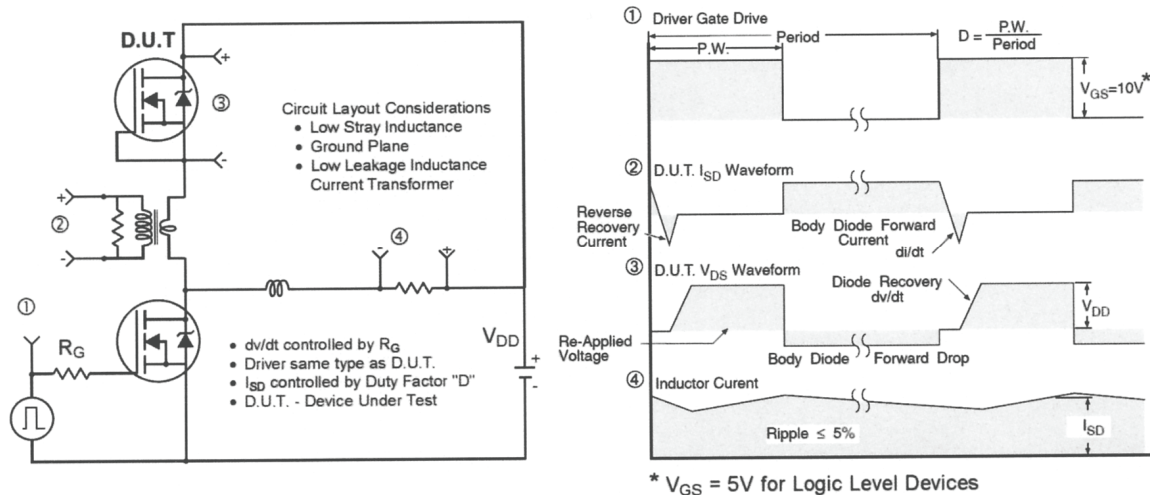 D.U.T
+
③
-
Circuit Layout Considerations
• Low Stray Inductance
• Ground Plane
• Low Leakage Inductance
Current Transformer
+
②
-
④
-
+
①
R_G
• dv/dt controlled by R_G
• Driver same type as D.U.T.
• I_SD controlled by Duty Factor "D"
• D.U.T. - Device Under Test
V_DD
+
-
① Driver Gate Drive
Period
P.W.
D = P.W. / Period
V_GS=10V*
② D.U.T. I_SD Waveform
Reverse
Recovery
Current
Body Diode Forward
Current
di/dt
③ D.U.T. V_DS Waveform
Diode Recovery
dv/dt
V_DD
Re-Applied
Voltage
Body Diode Forward Drop
④ Inductor Curent
I_SD
Ripple ≤ 5%
* V_GS = 5V for Logic Level Devices